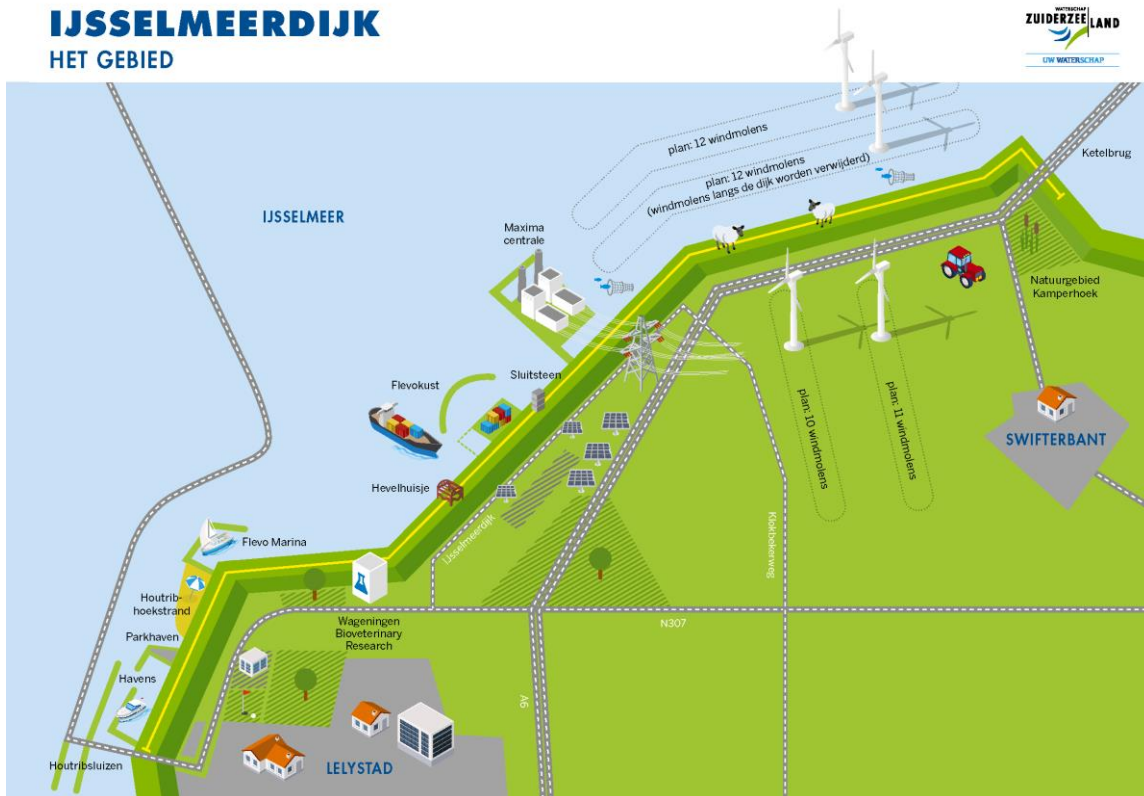 IJSSELMEERDIJK
HET GEBIED
WATERSCHAP
ZUIDERZEELAND
UW WATERSCHAP
plan: 12 windmolens
plan: 12 windmolens
(windmolens langs de dijk worden verwijderd)
Ketelbrug
IJSSELMEER
Maxima
centrale
Natuurgebied
Kamperhoek
Flevokust
Sluitsteen
plan: 10 windmolens
plan: 11 windmolens
SWIFTERBANT
Hevelhuisje
IJsselmeerdijk
Klokbekerweg
Flevo Marina
Houtrib-
hoekstrand
Parkhaven
Wageningen
Bioveterinary
Research
N307
Havens
A6
Houtribsluizen
LELYSTAD